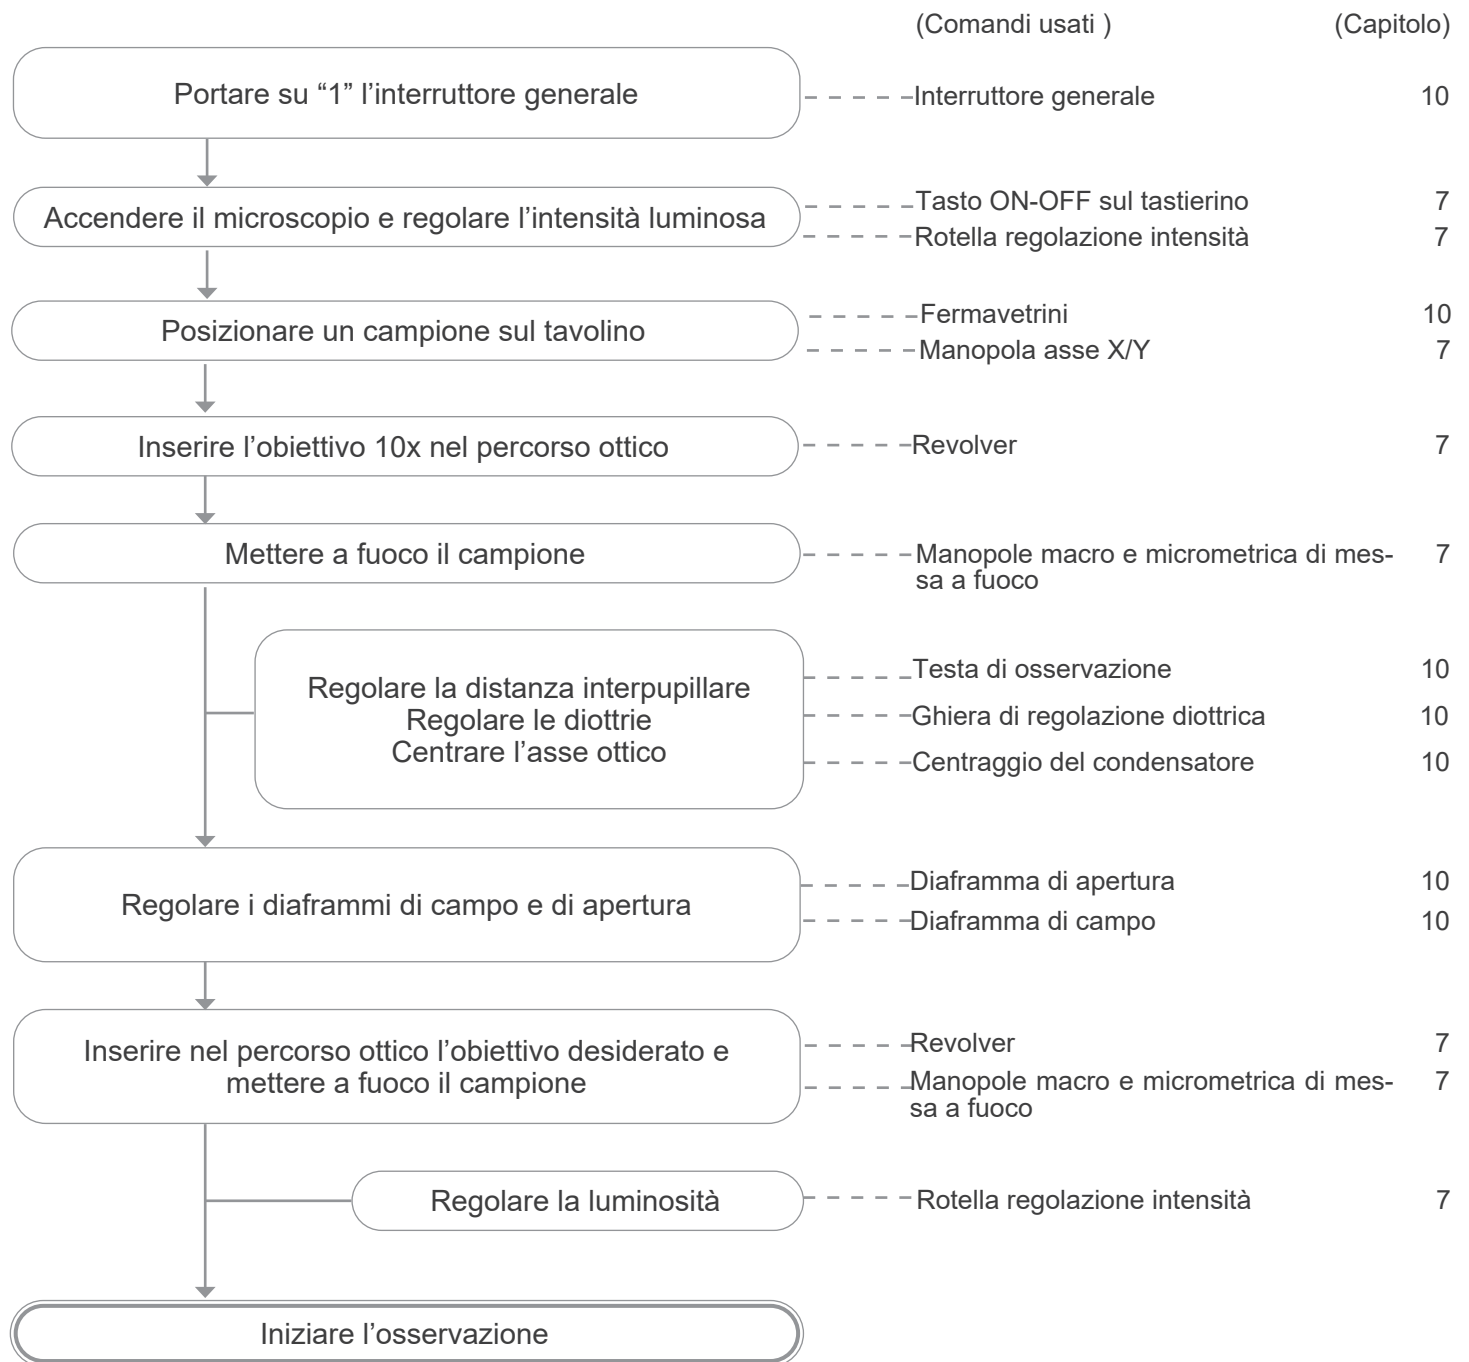 (Comandi usati ) (Capitolo)
Portare su “1” l’interruttore generale
Interruttore generale 10
Accendere il microscopio e regolare l’intensità luminosa
Tasto ON-OFF sul tastierino 7
Rotella regolazione intensità 7
Posizionare un campione sul tavolino
Fermavetrini 10
Manopola asse X/Y 7
Inserire l’obiettivo 10x nel percorso ottico
Revolver 7
Mettere a fuoco il campione
Manopole macro e micrometrica di mes- 7
sa a fuoco
Regolare la distanza interpupillare
Regolare le diottrie
Centrare l’asse ottico
Testa di osservazione 10
Ghiera di regolazione diottrica 10
Centraggio del condensatore 10
Regolare i diaframmi di campo e di apertura
Diaframma di apertura 10
Diaframma di campo 10
Inserire nel percorso ottico l’obiettivo desiderato e
mettere a fuoco il campione
Revolver 7
Manopole macro e micrometrica di mes- 7
sa a fuoco
Regolare la luminosità
Rotella regolazione intensità 7
Iniziare l’osservazione